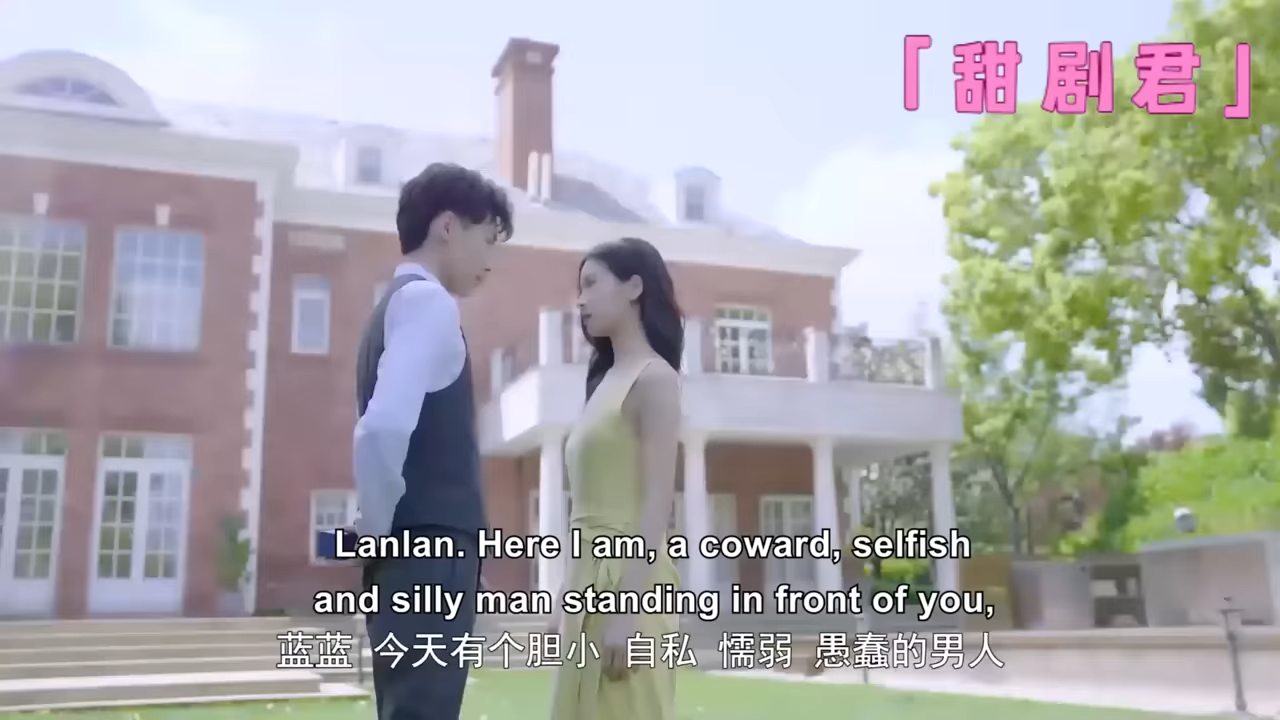 「甜剧君」
Lanlan. Here I am, a coward, selfish
and silly man standing in front of you,
蓝蓝 今天有个胆小 自私 懦弱 愚蠢的男人